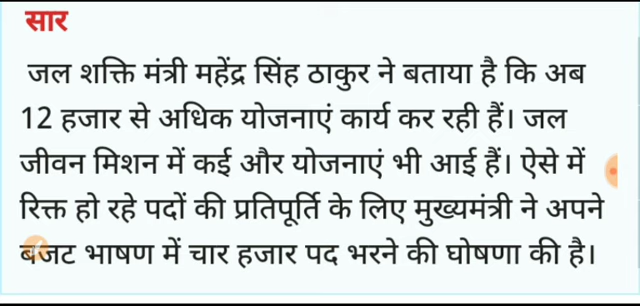 सार
जल शक्ति मंत्री महेंद्र सिंह ठाकुर ने बताया है कि अब
12 हजार से अधिक योजनाएं कार्य कर रही हैं। जल
जीवन मिशन में कई और योजनाएं भी आई हैं। ऐसे में
रिक्त हो रहे पदों की प्रतिपूर्ति के लिए मुख्यमंत्री ने अपने
बजट भाषण में चार हजार पद भरने की घोषणा की है।